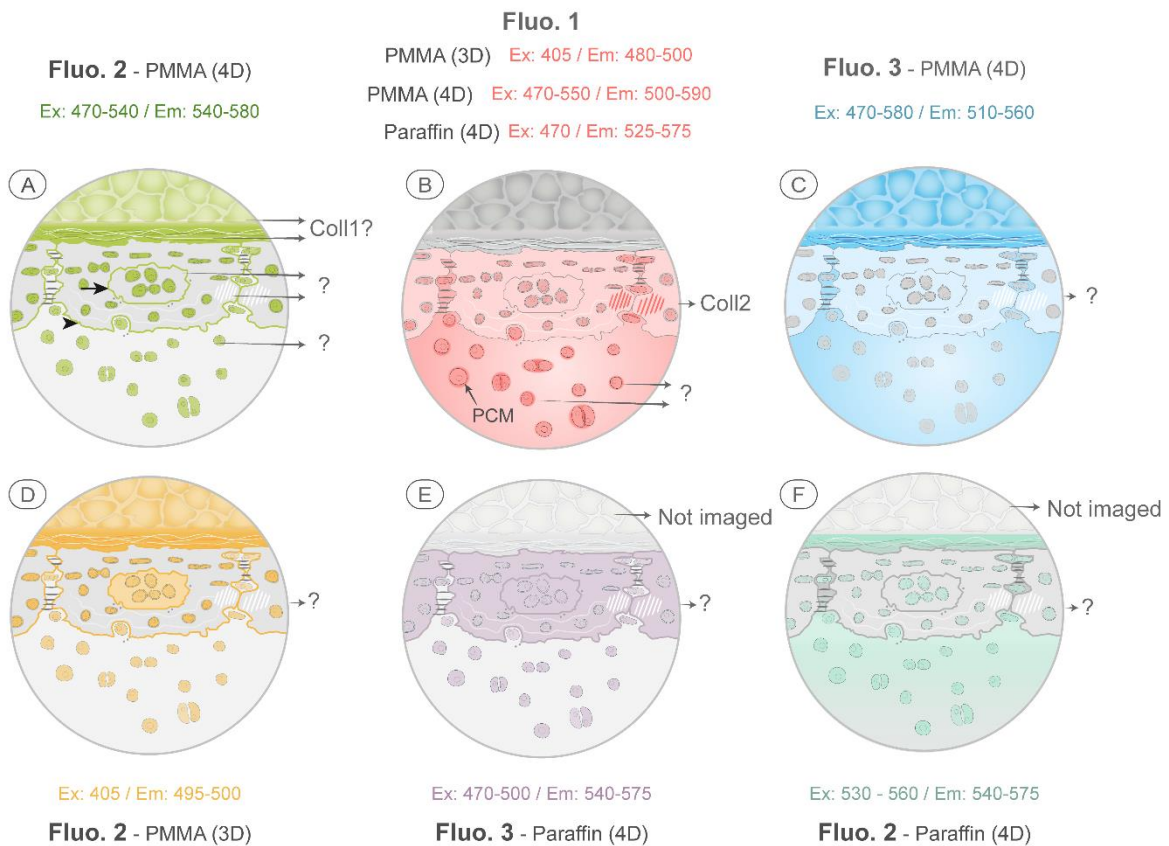 Fluo. 1
PMMA (3D) Ex: 405 / Em: 480-500
PMMA (4D) Ex: 470-550 / Em: 500-590
Paraffin (4D) Ex: 470 / Em: 525-575
Fluo. 2 - PMMA (4D)
Ex: 470-540 / Em: 540-580
Fluo. 3 - PMMA (4D)
Ex: 470-580 / Em: 510-560
A
Coll1?
?
?
B
Coll2
?
PCM
C
?
D
?
E
Not imaged
?
F
Not imaged
?
Ex: 405 / Em: 495-500
Fluo. 2 - PMMA (3D)
Ex: 470-500 / Em: 540-575
Fluo. 3 - Paraffin (4D)
Ex: 530 - 560 / Em: 540-575
Fluo. 2 - Paraffin (4D)